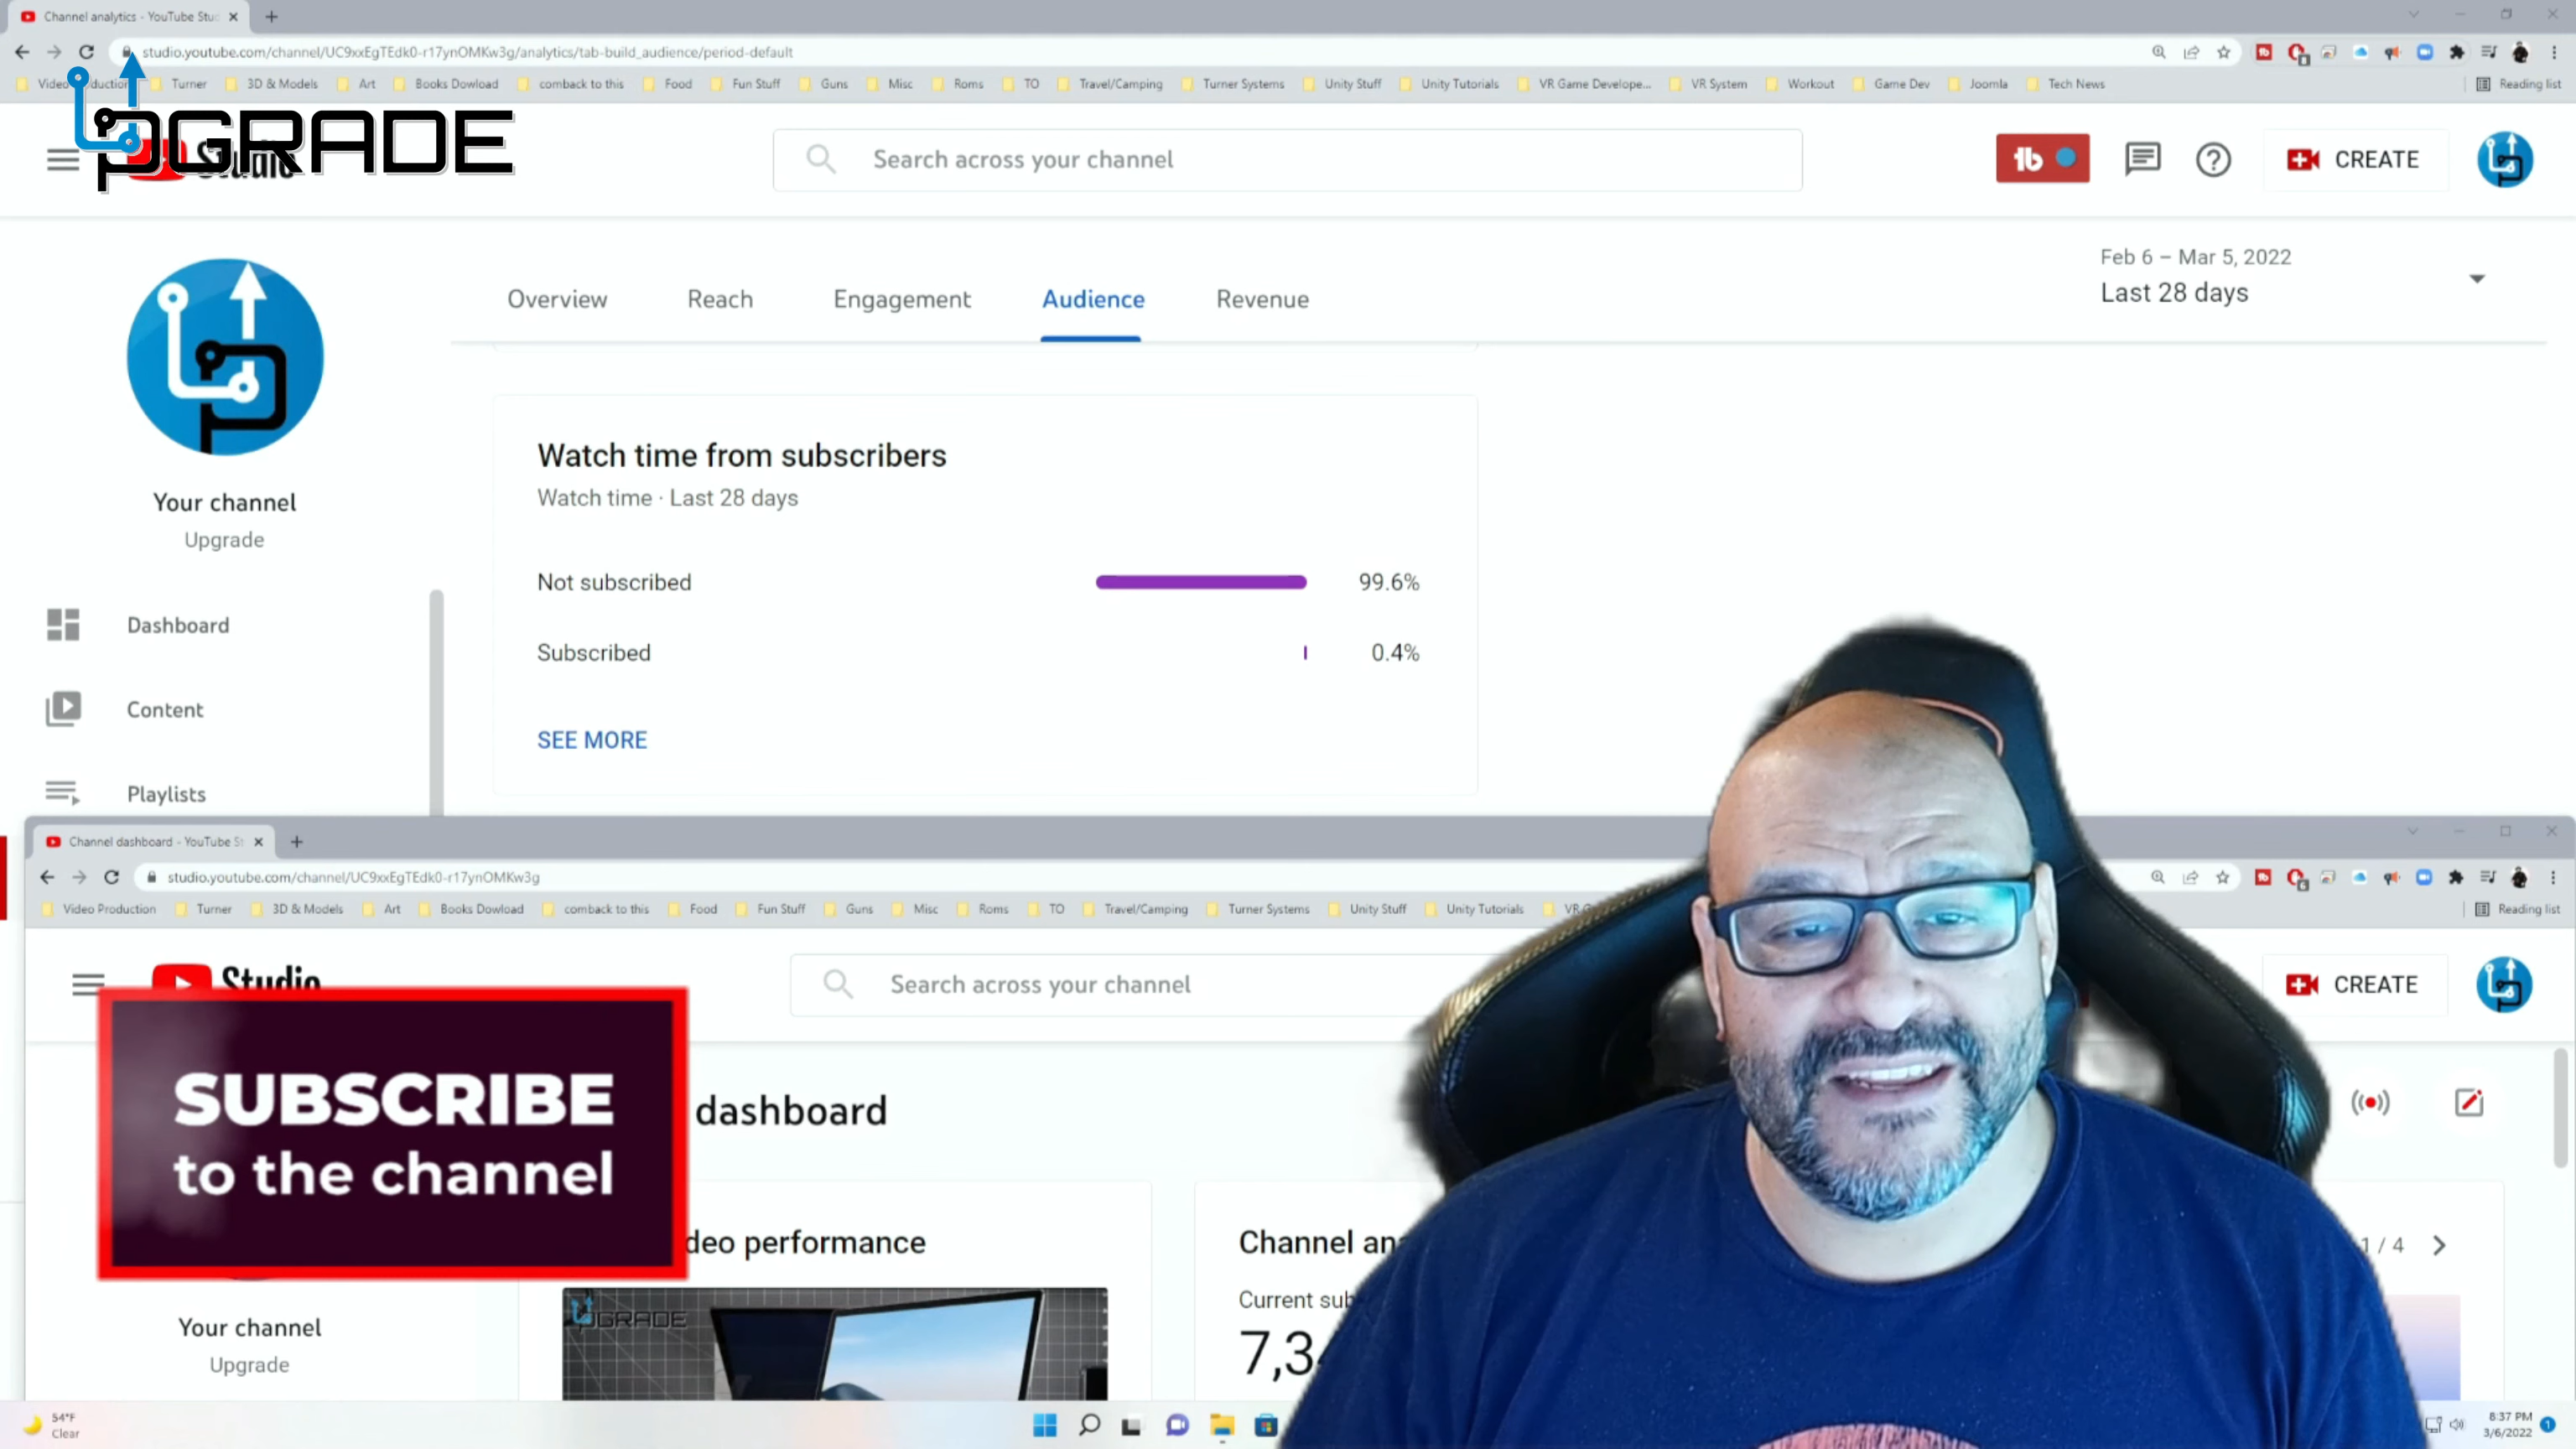 Channel analytics - YouTube Stu
studio.youtube.com/channel/UC9xxEgTEdk0-r17ynOMKw3g/analytics/tab-build_audience/period-default
Video Production Turner 3D & Models Art Books Dowload comback to this Food Fun Stuff Guns Misc Roms TO Travel/Camping Turner Systems Unity Stuff Unity Tutorials VR Game Develope... VR System Workout Game Dev Joomla Tech News Reading list
UPGRADE
Studio
Search across your channel
CREATE
Feb 6 – Mar 5, 2022
Last 28 days
Overview Reach Engagement Audience Revenue
Watch time from subscribers
Watch time · Last 28 days
Your channel
Upgrade
Not subscribed 99.6%
Dashboard
Subscribed 0.4%
Content
SEE MORE
Playlists
Channel dashboard - YouTube St
studio.youtube.com/channel/UC9xxEgTEdk0-r17ynOMKw3g
Video Production Turner 3D & Models Art Books Dowload comback to this Food Fun Stuff Guns Misc Roms TO Travel/Camping Turner Systems Unity Stuff Unity Tutorials Reading list
Studio
Search across your channel
CREATE
SUBSCRIBE
to the channel
dashboard
deo performance
Channel an
1 / 4
UPGRADE
Current sub
7,34
Your channel
Upgrade
54°F
Clear
8:37 PM
3/6/2022
1